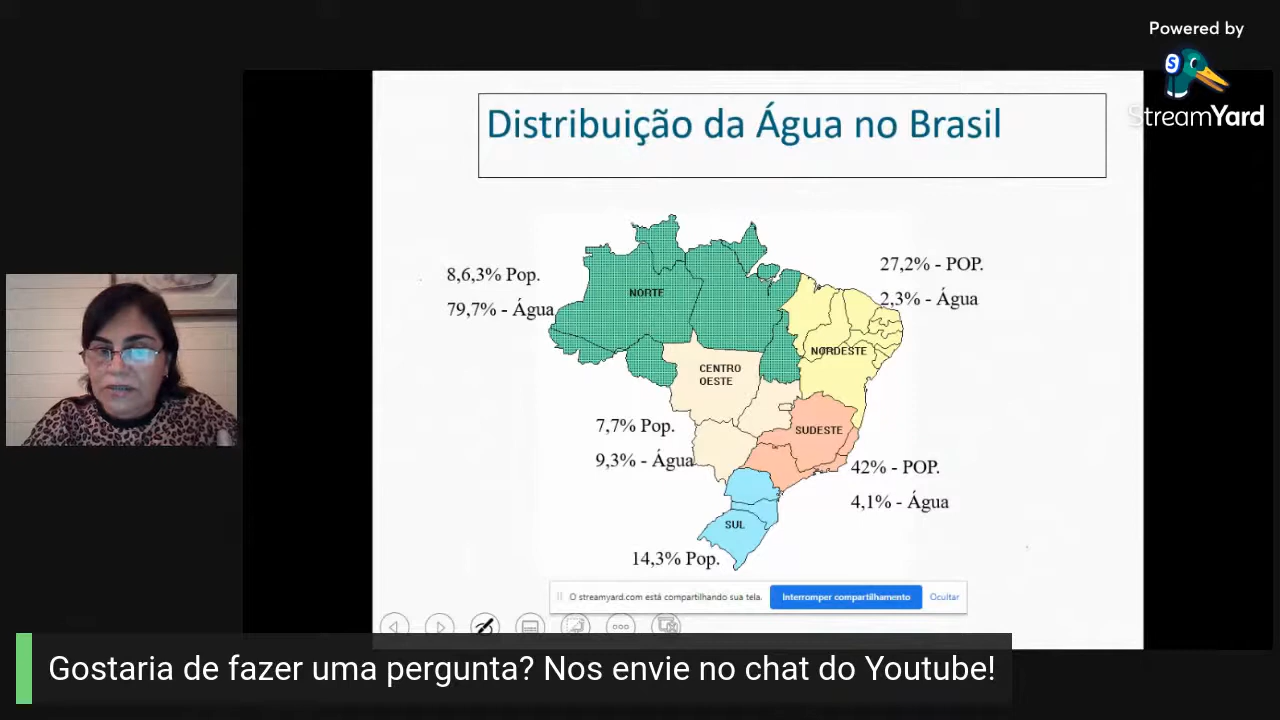 Powered by
StreamYard
Distribuição da Água no Brasil
8,6,3% Pop.
79,7% - Água
NORTE
27,2% - POP.
2,3% - Água
NORDESTE
CENTRO
OESTE
7,7% Pop.
9,3% - Água
SUDESTE
42% - POP.
4,1% - Água
SUL
14,3% Pop.
O streamyard.com está compartilhando sua tela.
Interromper compartilhamento
Ocultar
Gostaria de fazer uma pergunta? Nos envie no chat do Youtube!